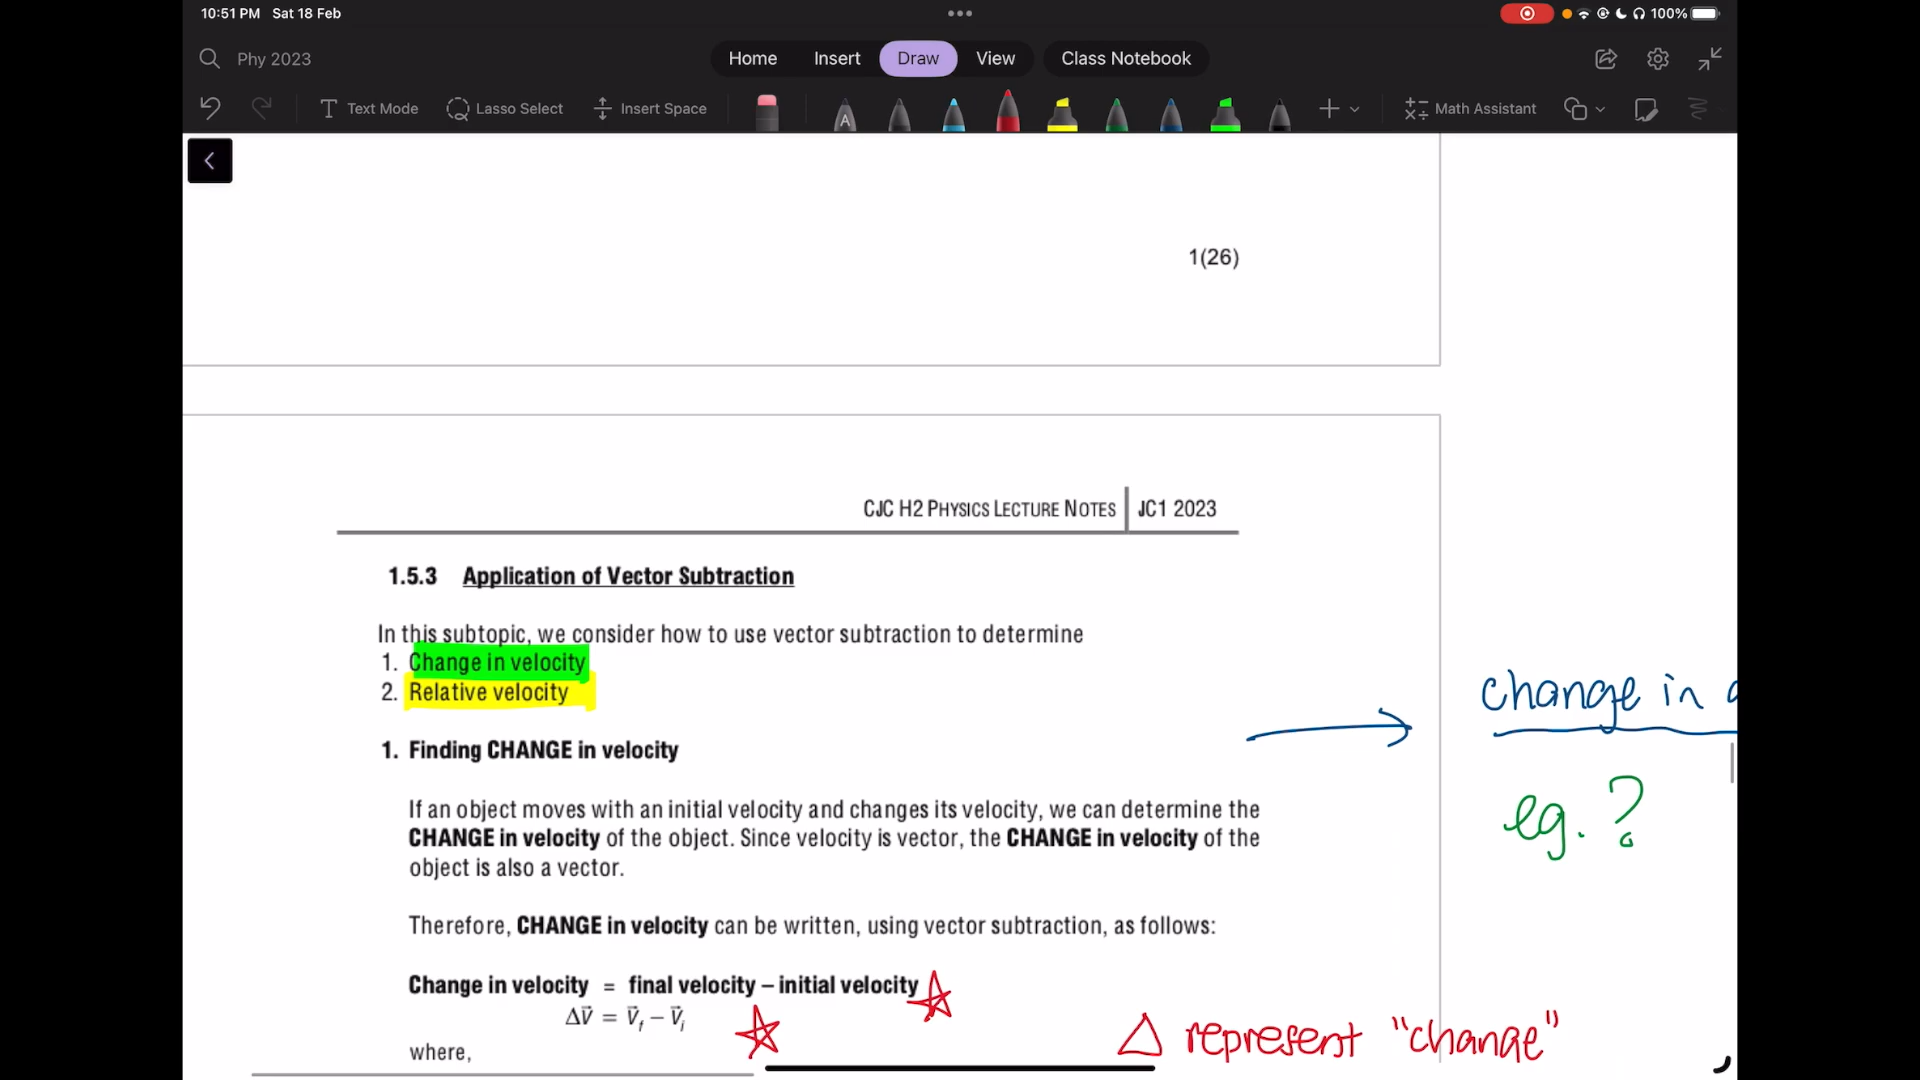 10:51 PM Sat 18 Feb
100%
Phy 2023
Home Insert Draw View Class Notebook
Text Mode Lasso Select Insert Space A Math Assistant
1(26)
CJC H2 PHYSICS LECTURE NOTES JC1 2023
1.5.3 Application of Vector Subtraction
In this subtopic, we consider how to use vector subtraction to determine
1. Change in velocity
2. Relative velocity
change in
1. Finding CHANGE in velocity
eg. ?
If an object moves with an initial velocity and changes its velocity, we can determine the
CHANGE in velocity of the object. Since velocity is vector, the CHANGE in velocity of the
object is also a vector.
Therefore, CHANGE in velocity can be written, using vector subtraction, as follows:
Change in velocity = final velocity – initial velocity
ΔV⃗ = V⃗f − V⃗i
△ represent "change"
where,